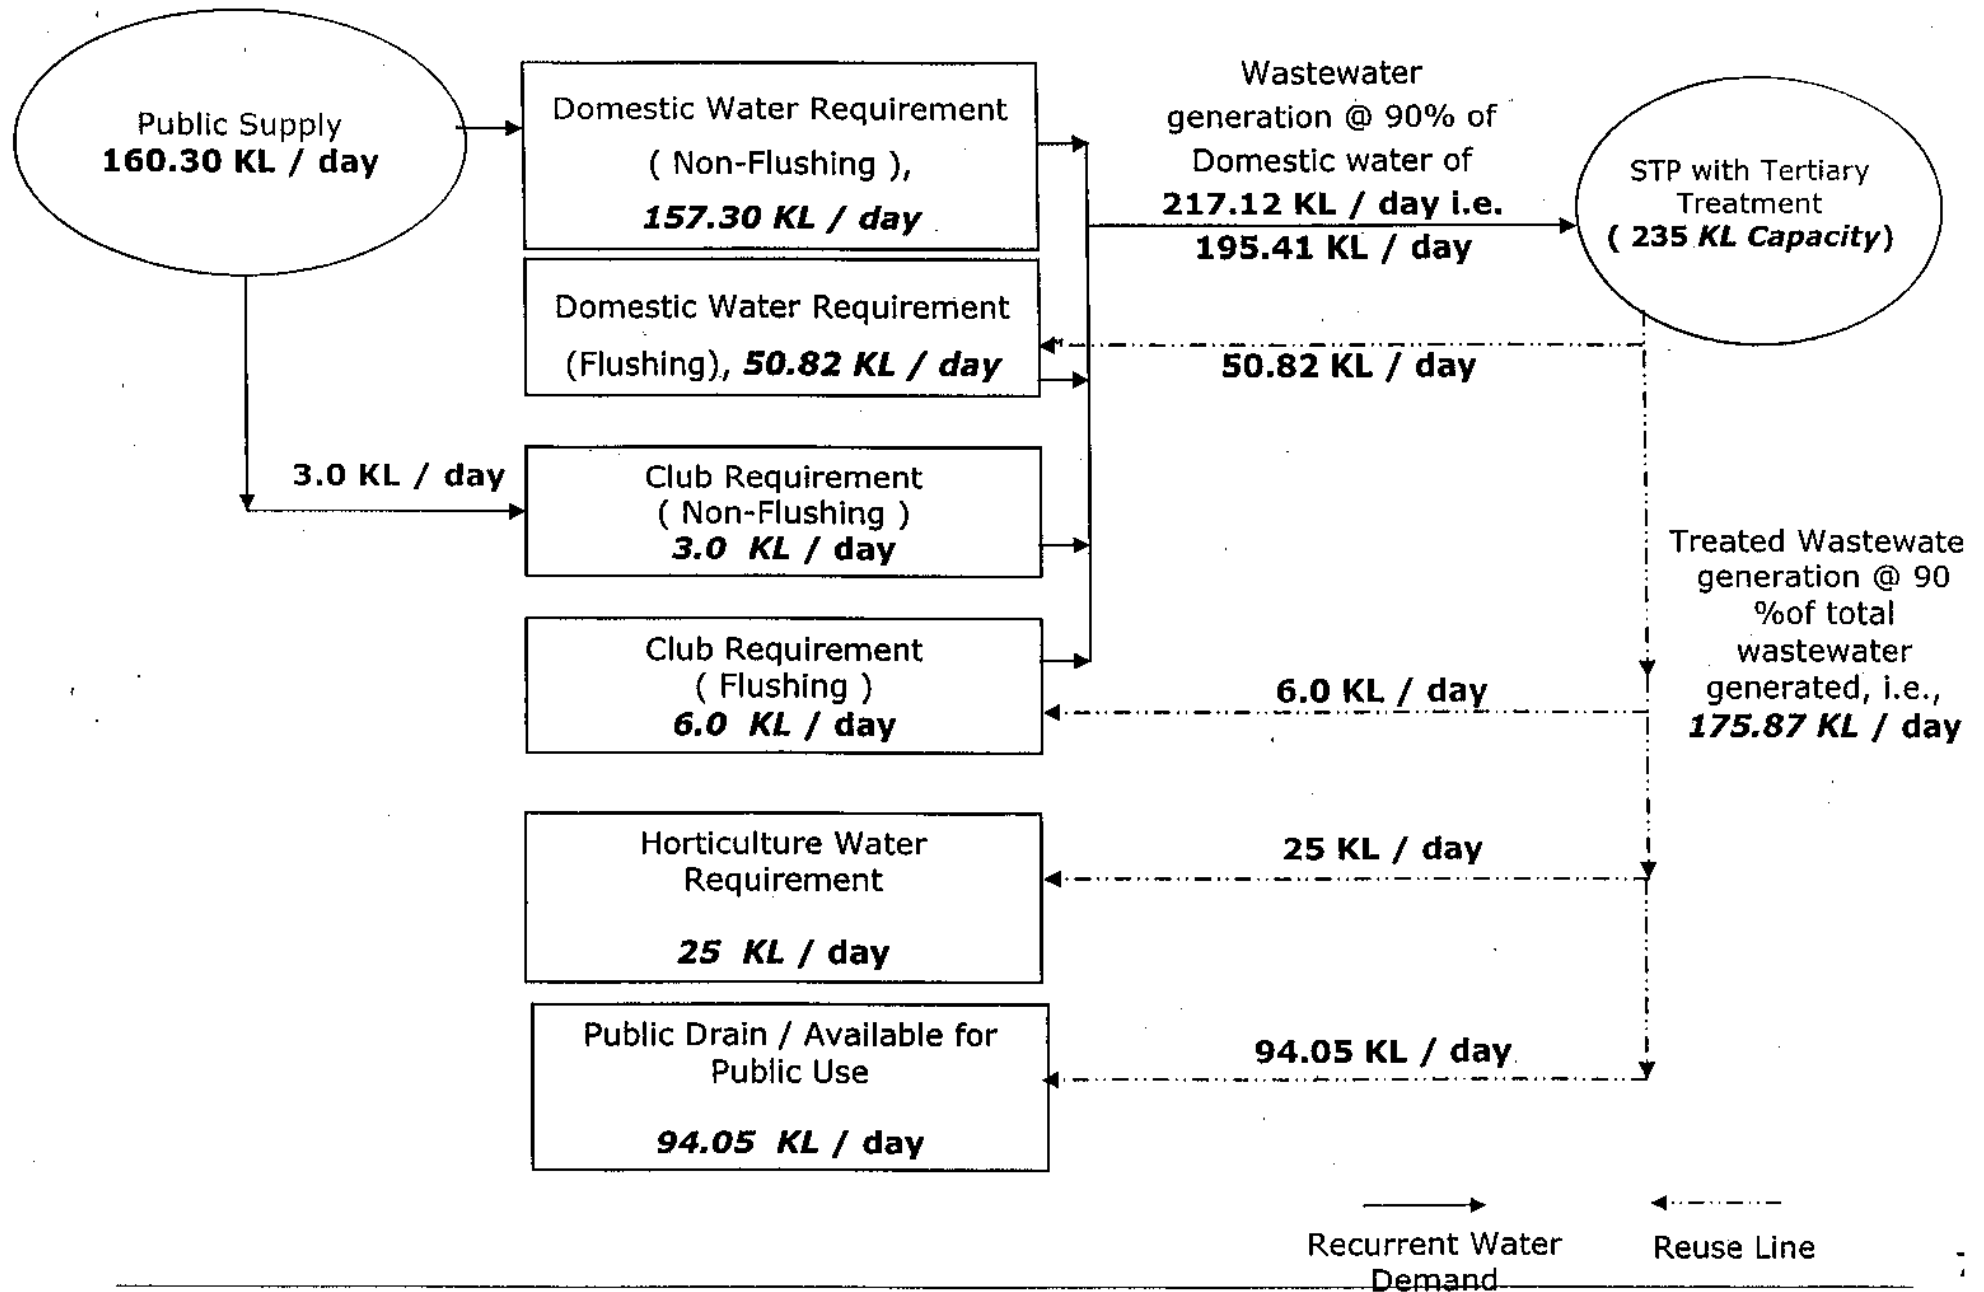 Public Supply
160.30 KL / day
Domestic Water Requirement
( Non-Flushing ),
157.30 KL / day
Wastewater
generation @ 90% of
Domestic water of
217.12 KL / day i.e.
195.41 KL / day
STP with Tertiary
Treatment
( 235 KL Capacity)
Domestic Water Requirement
(Flushing), 50.82 KL / day
50.82 KL / day
3.0 KL / day
Club Requirement
( Non-Flushing )
3.0 KL / day
Treated Wastewate
generation @ 90
%of total
wastewater
generated, i.e.,
175.87 KL / day
Club Requirement
( Flushing )
6.0 KL / day
6.0 KL / day
Horticulture Water
Requirement
25 KL / day
25 KL / day
Public Drain / Available for
Public Use
94.05 KL / day
94.05 KL / day
Recurrent Water
Demand
Reuse Line